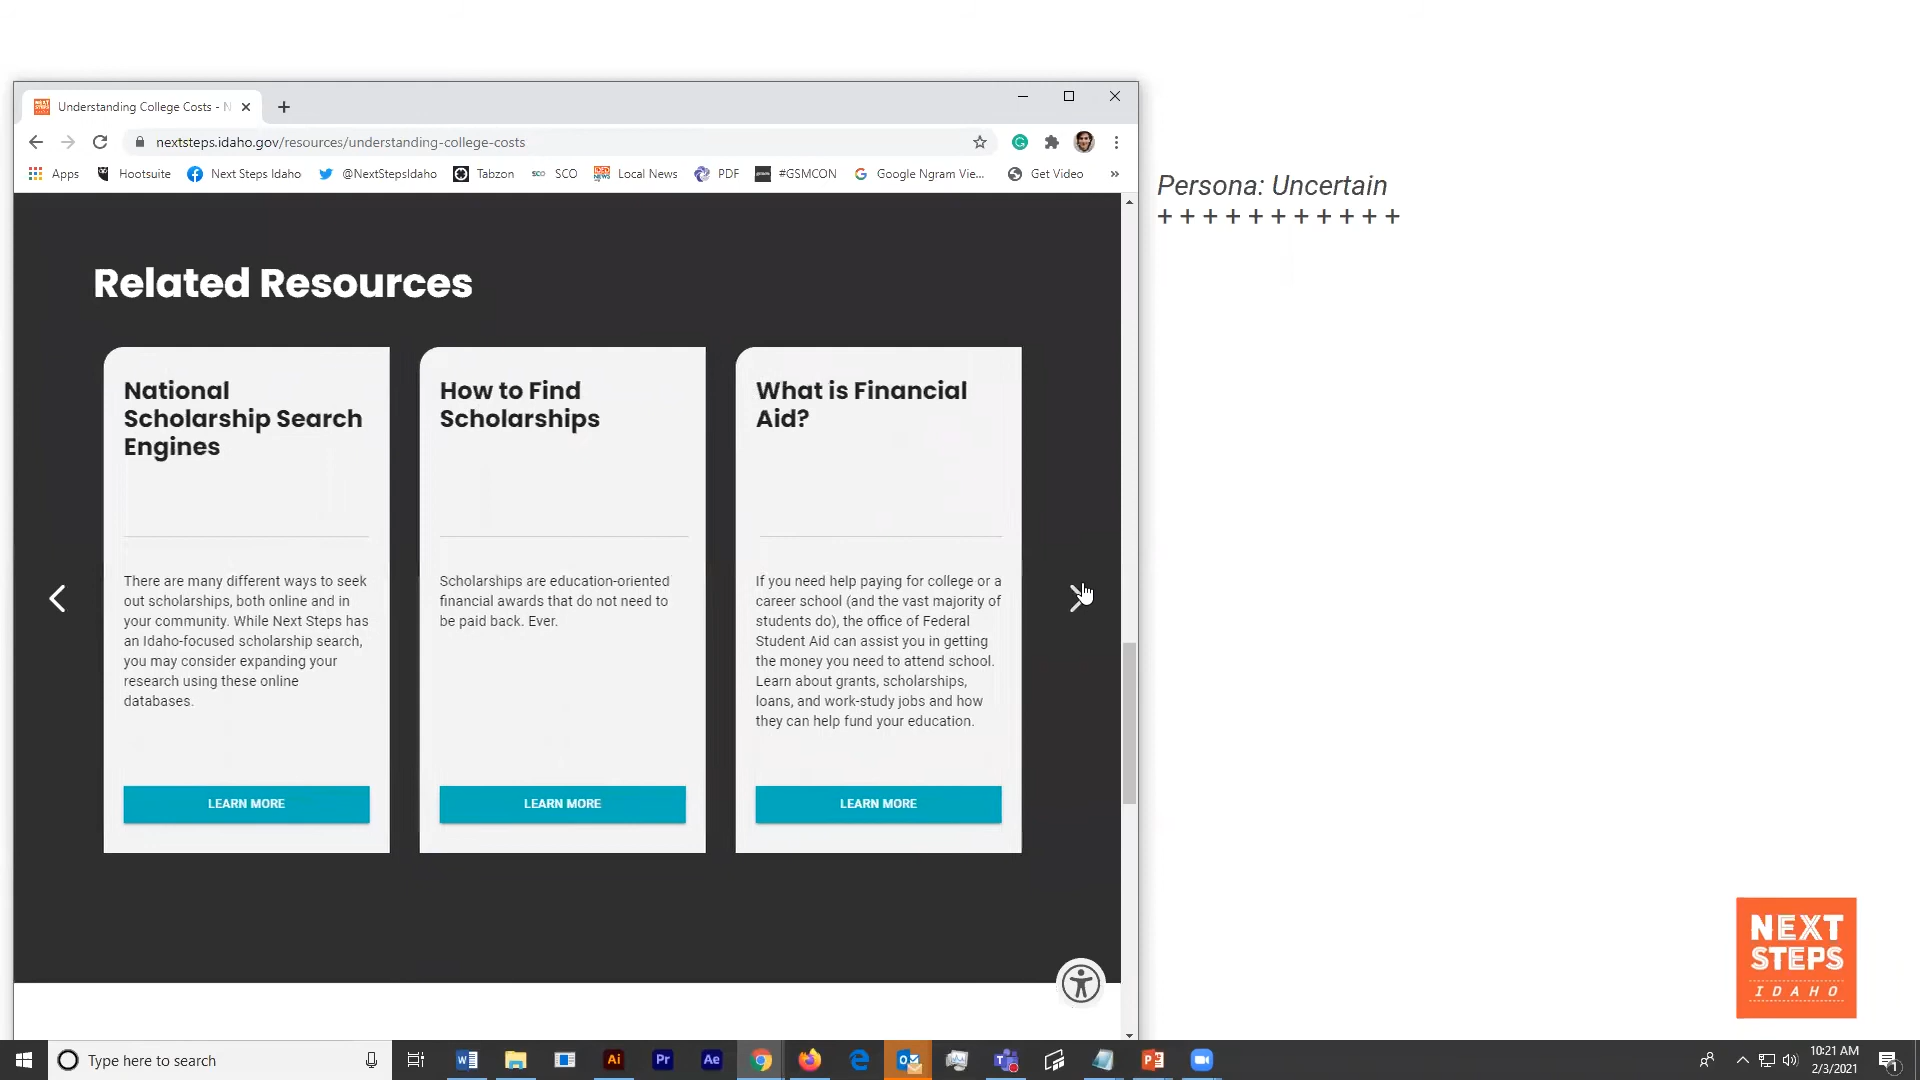 Understanding College Costs - N
nextsteps.idaho.gov/resources/understanding-college-costs
Apps Hootsuite Next Steps Idaho @NextStepsIdaho Tabzon SCO SCO Local News PDF #GSMCON Google Ngram Vie... Get Video »
Persona: Uncertain
+ + + + + + + + + + +
Related Resources
National
Scholarship Search
Engines
There are many different ways to seek
out scholarships, both online and in
your community. While Next Steps has
an Idaho-focused scholarship search,
you may consider expanding your
research using these online
databases.
LEARN MORE
How to Find
Scholarships
Scholarships are education-oriented
financial awards that do not need to
be paid back. Ever.
LEARN MORE
What is Financial
Aid?
If you need help paying for college or a
career school (and the vast majority of
students do), the office of Federal
Student Aid can assist you in getting
the money you need to attend school.
Learn about grants, scholarships,
loans, and work-study jobs and how
they can help fund your education.
LEARN MORE
NEXT
STEPS
IDAHO
Type here to search
Ai Pr Ae
10:21 AM
2/3/2021
1